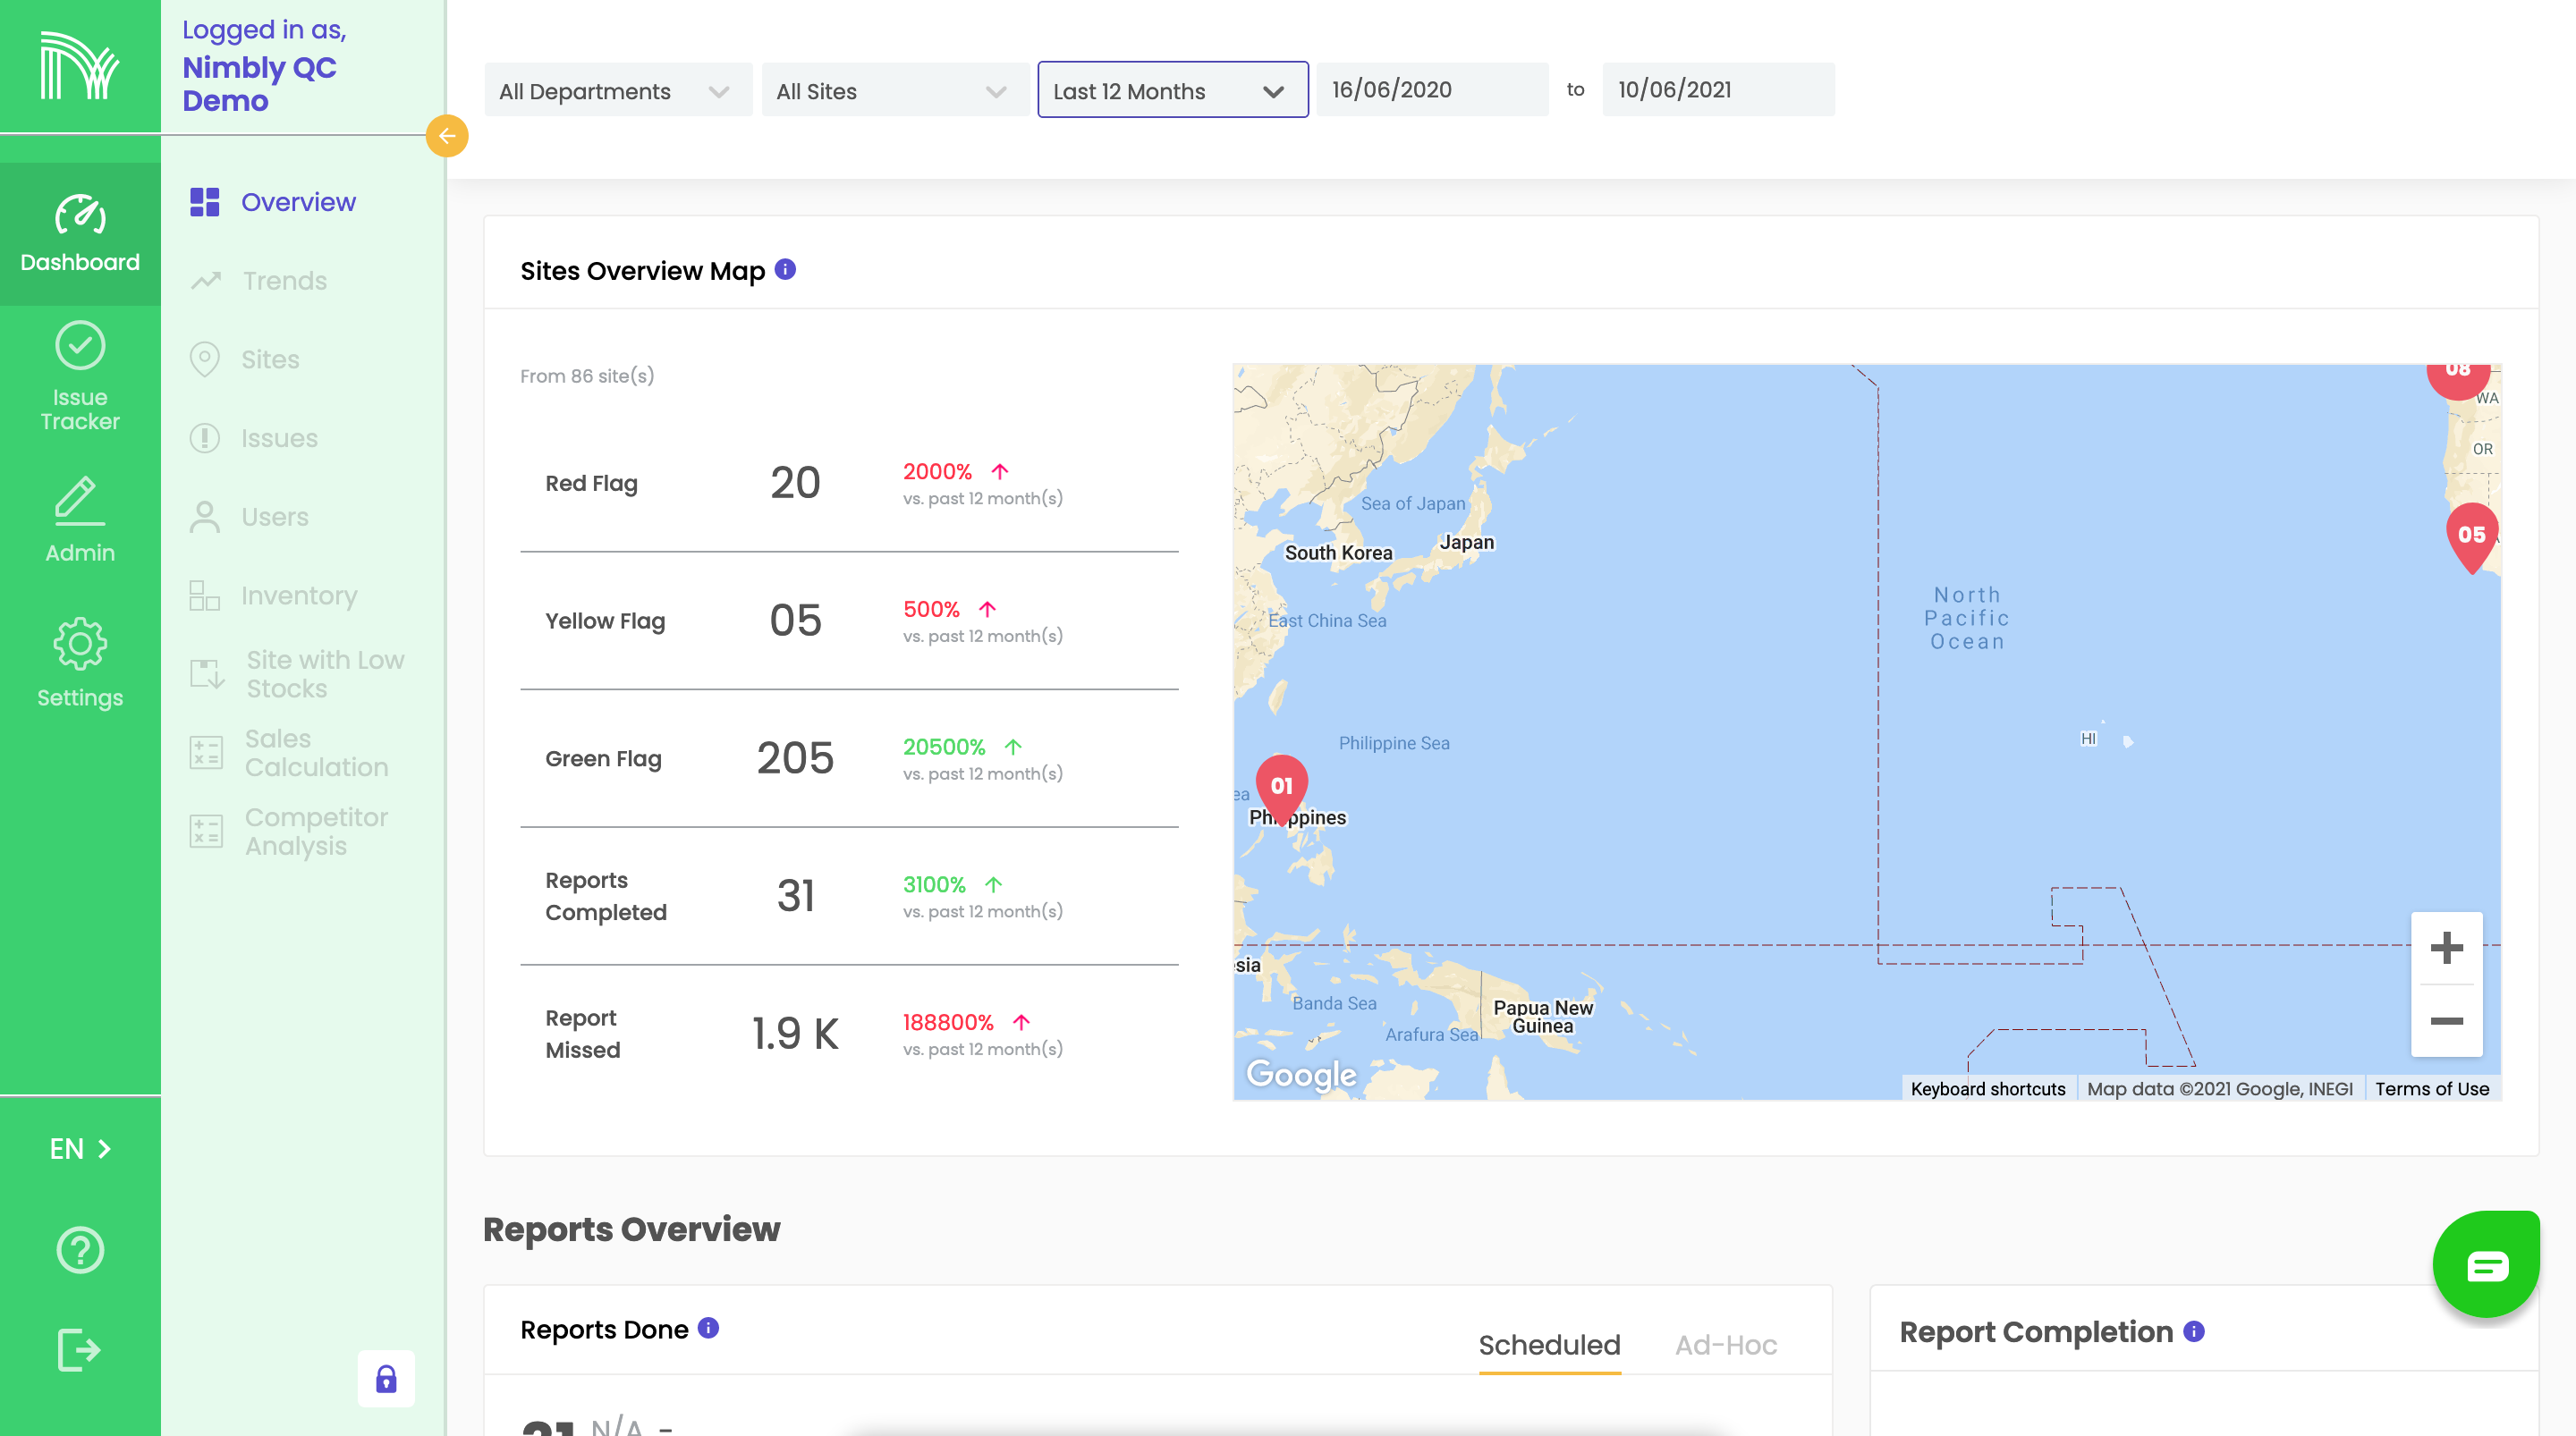 Logged in as,
Nimbly QC
Demo
Dashboard
Issue
Tracker
Admin
Settings
EN
Overview
Trends
Sites
Issues
Users
Inventory
Site with Low
Stocks
Sales
Calculation
Competitor
Analysis
All Departments
All Sites
Last 12 Months
16/06/2020
to
10/06/2021
Sites Overview Map
From 86 site(s)
Red Flag
20
2000%
vs. past 12 month(s)
Yellow Flag
05
500%
vs. past 12 month(s)
Green Flag
205
20500%
vs. past 12 month(s)
Reports
Completed
31
3100%
vs. past 12 month(s)
Report
Missed
1.9 K
188800%
vs. past 12 month(s)
08
WA
OR
05
Sea of Japan
Japan
South Korea
East China Sea
North
Pacific
Ocean
HI
Philippine Sea
01
Philippines
Banda Sea
Papua New
Guinea
Arafura Sea
Google
Keyboard shortcuts
Map data ©2021 Google, INEGI
Terms of Use
Reports Overview
Reports Done
Scheduled
Ad-Hoc
N/A -
Report Completion